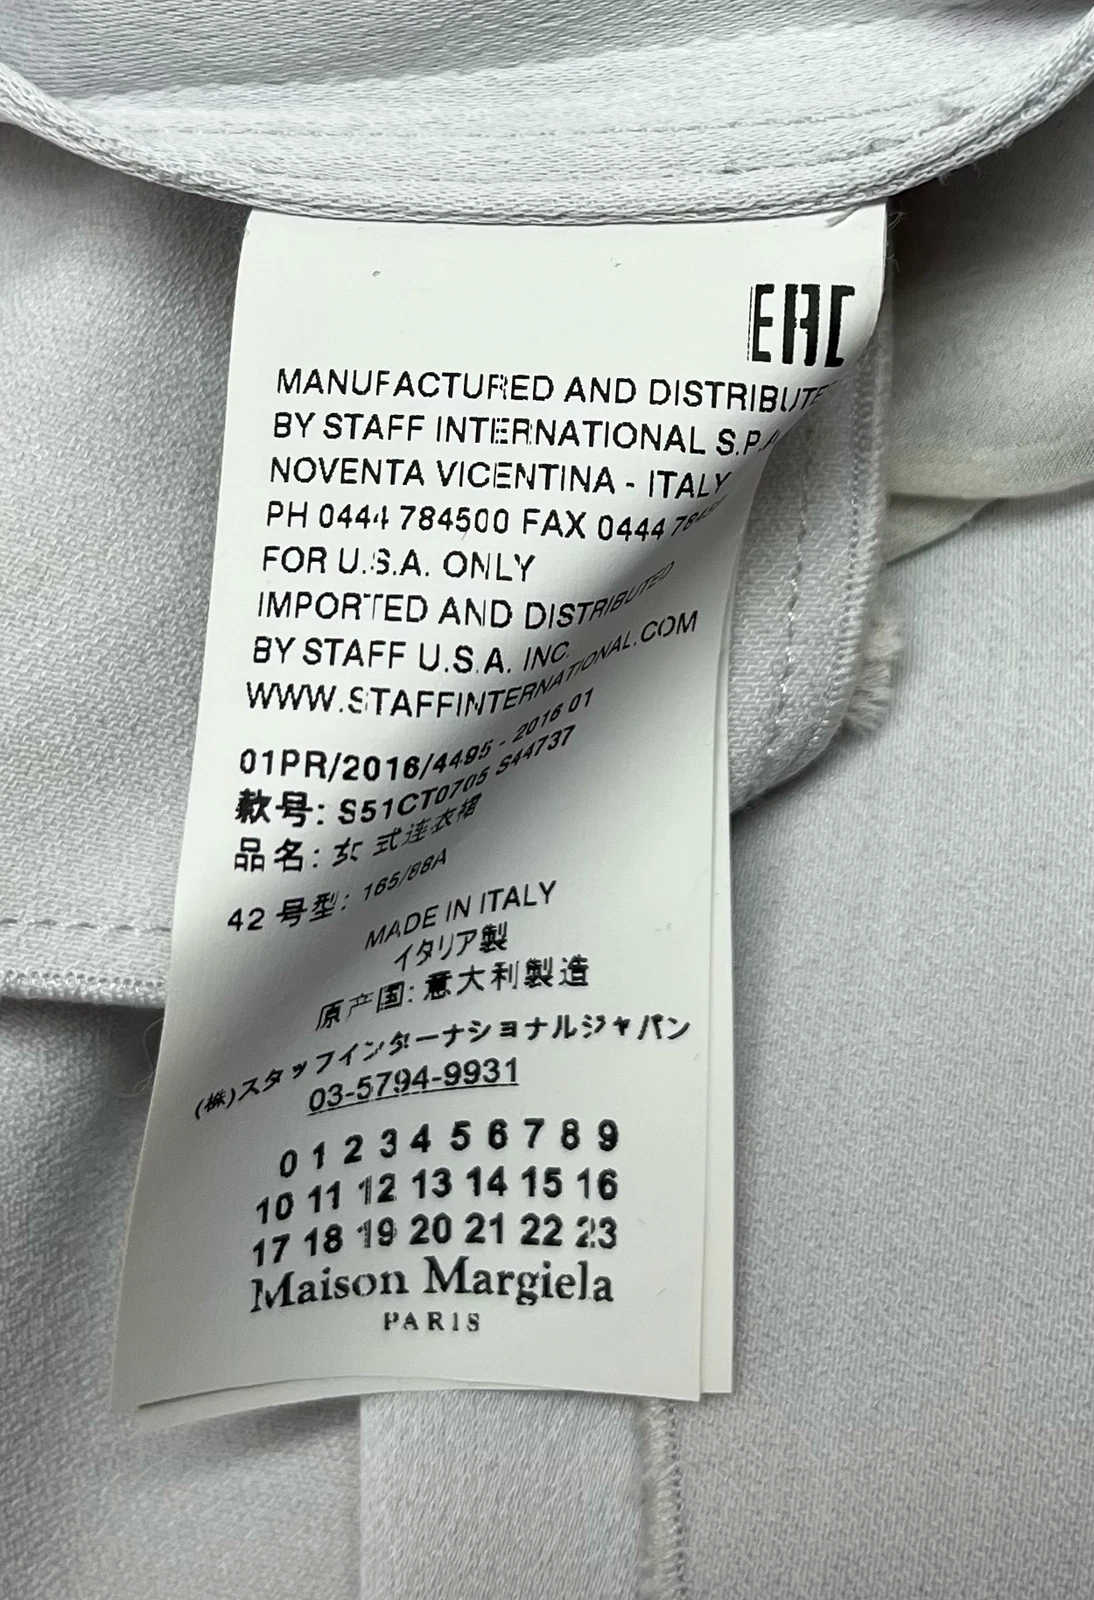 EAC
MANUFACTURED AND DISTRIBUTE
BY STAFF INTERNATIONAL S.P.A
NOVENTA VICENTINA - ITALY
PH 0444 784500 FAX 0444
FOR U.S.A. ONLY
IMPORTED AND DISTRIBUTED
BY STAFF U.S.A. INC.
WWW.STAFFINTERNATIONAL.COM
01PR/2016/4495 - 2016 01
款号: S51CT0705 S44737
品名: 女 式连衣裙
42 号型: 165/88A
MADE IN ITALY
イタリア製
原产国: 意大利製造
(株)スタッフインターナショナルジャパン
03-5794-9931
0 1 2 3 4 5 6 7 8 9
10 11 12 13 14 15 16
17 18 19 20 21 22 23
Maison Margiela
PARIS